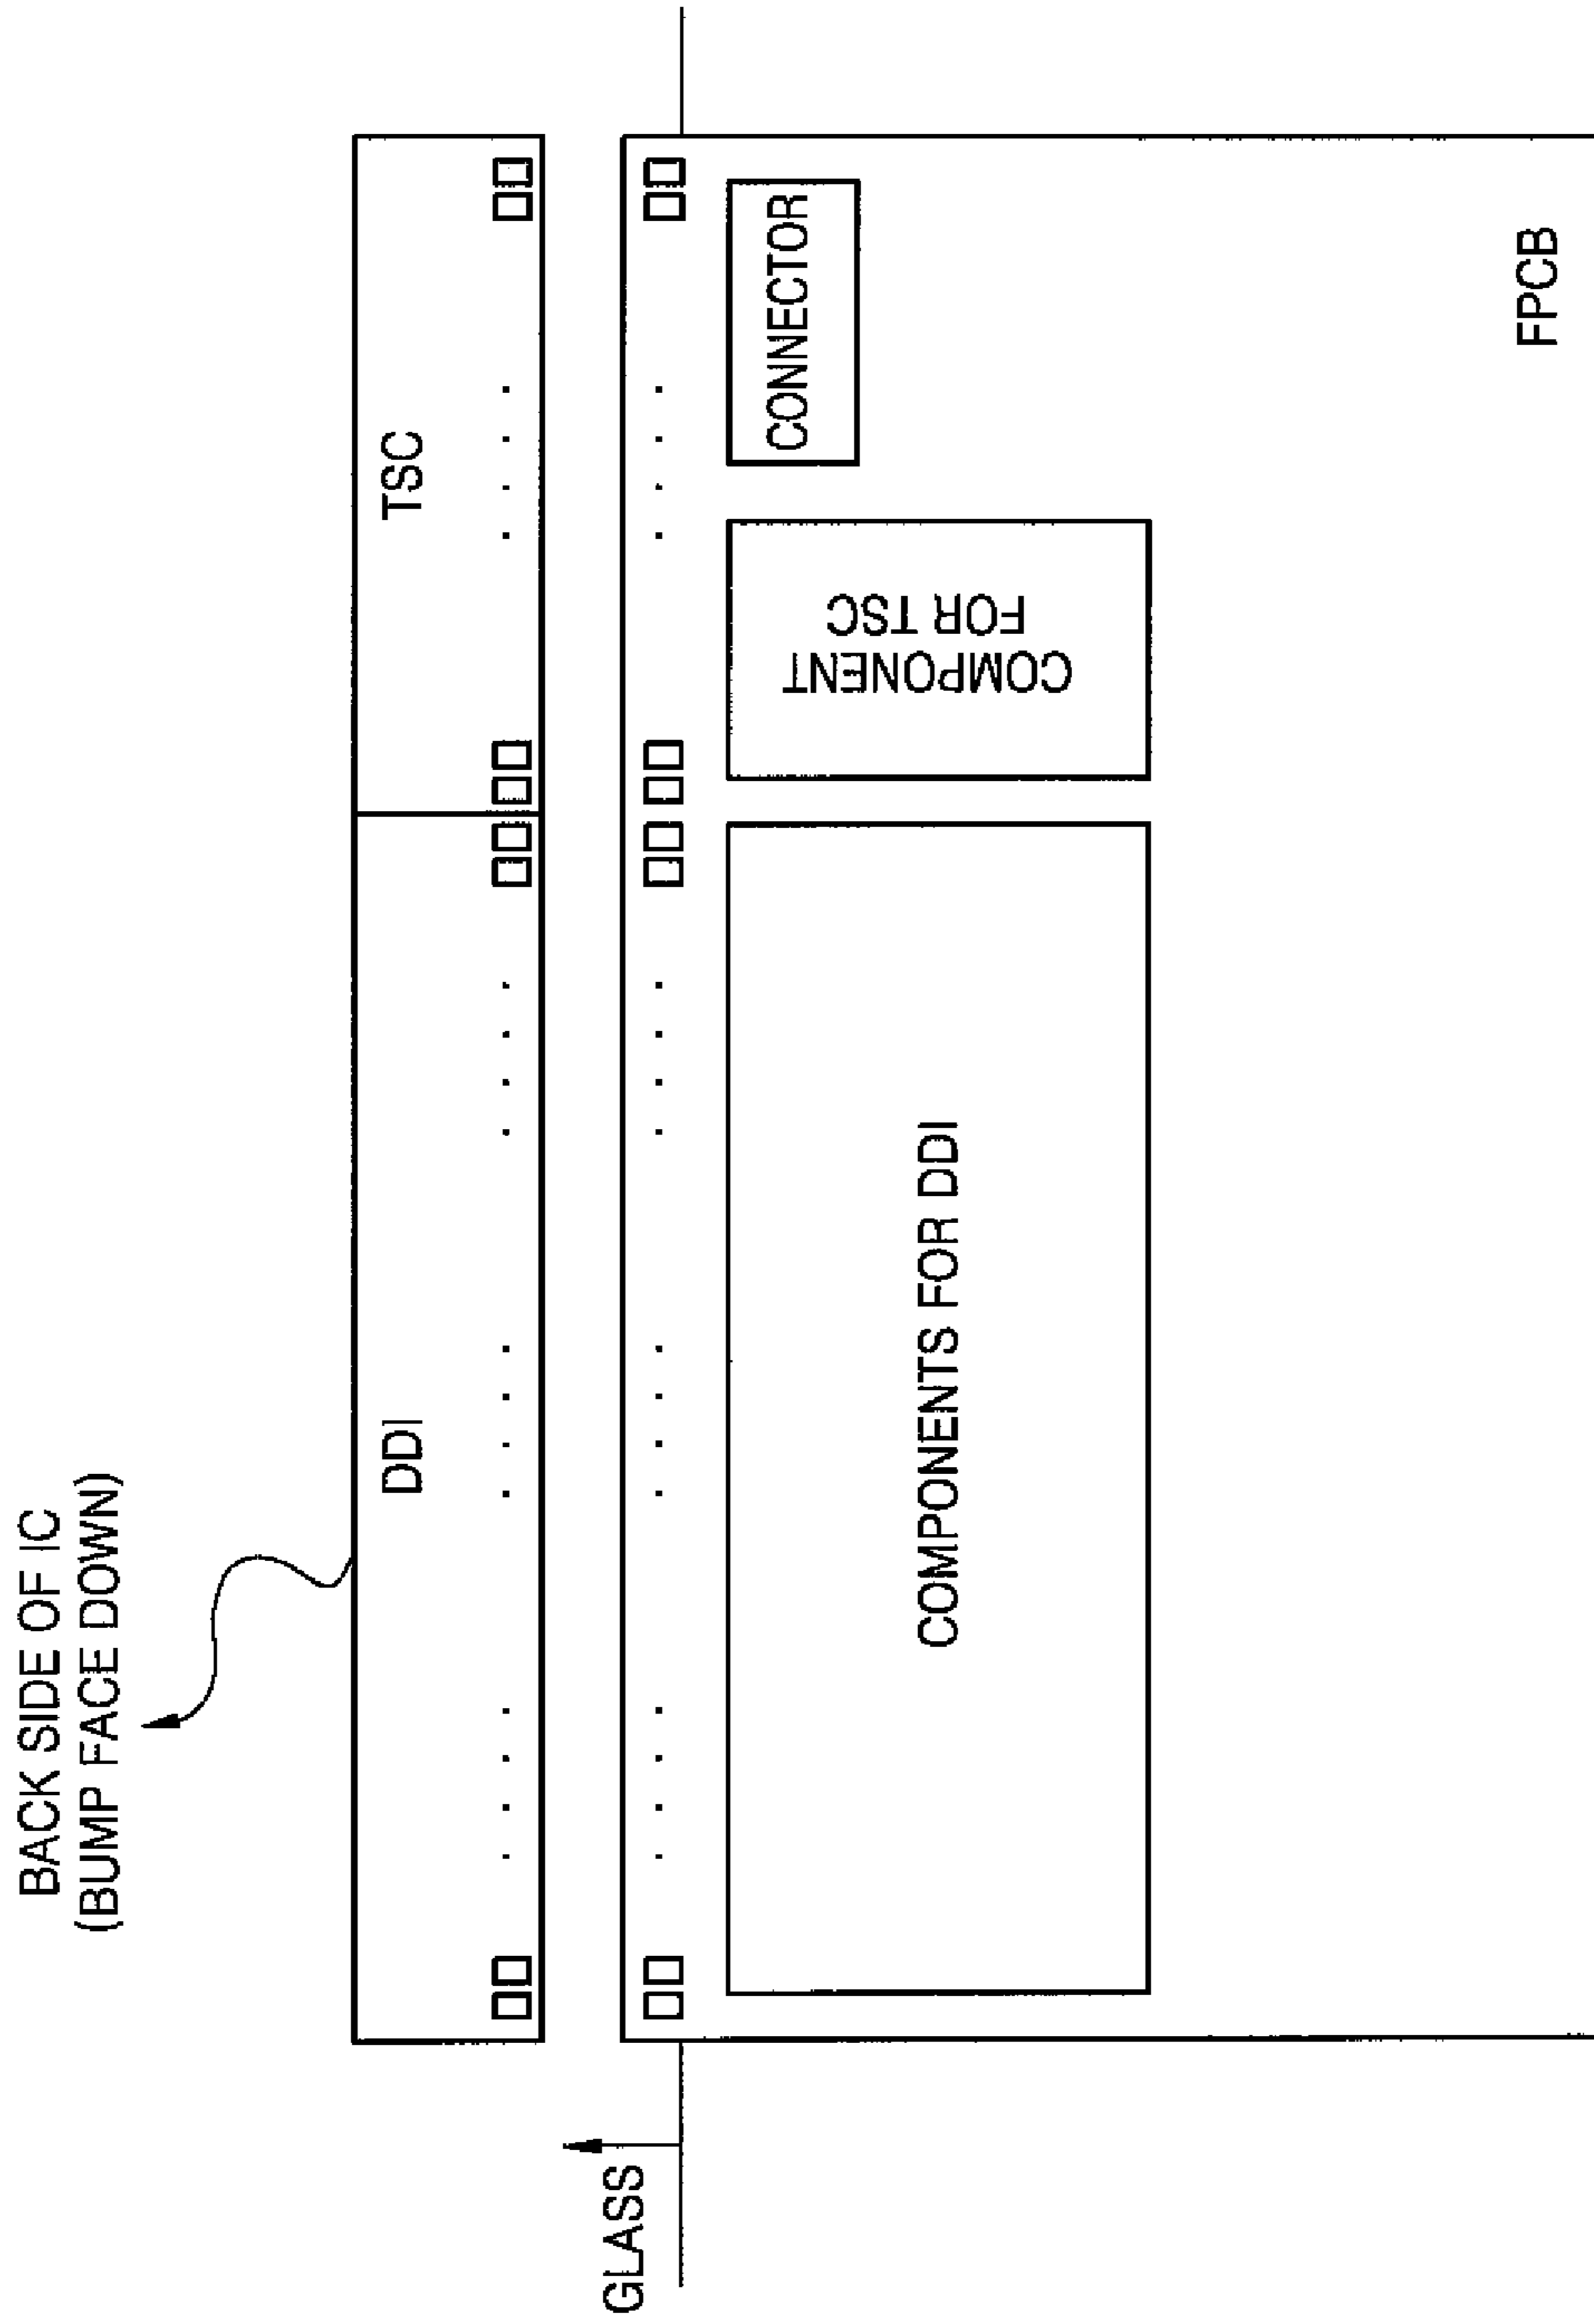 BACK SIDE OF IC
(BUMP FACE DOWN)
DDI
TSC
GLASS
COMPONENTS FOR DDI
COMPONENT
FOR TSC
CONNECTOR
FPCB